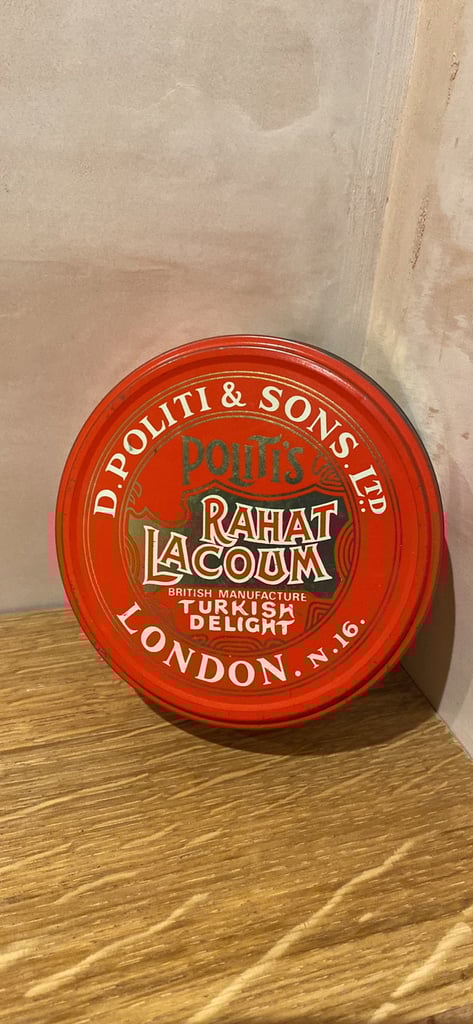 D. POLITI & SONS. LTD.
POLITI'S
RAHAT
LACOUM
BRITISH MANUFACTURE
TURKISH
DELIGHT
LONDON. N.16.